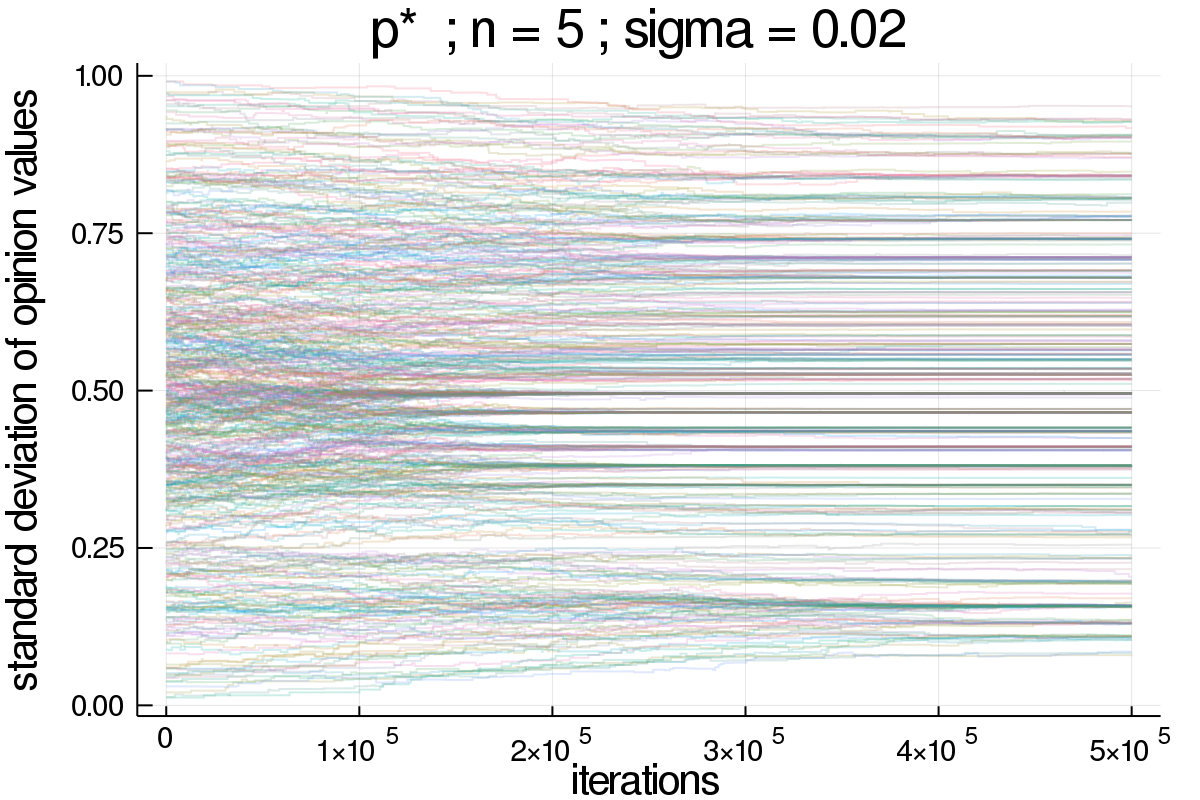 p* ; n = 5 ; sigma = 0.02
standard deviation of opinion values
1.00
0.75
0.50
0.25
0.00
0 1×10 5 2×10 5 3×10 5 4×10 5 5×10 5
iterations